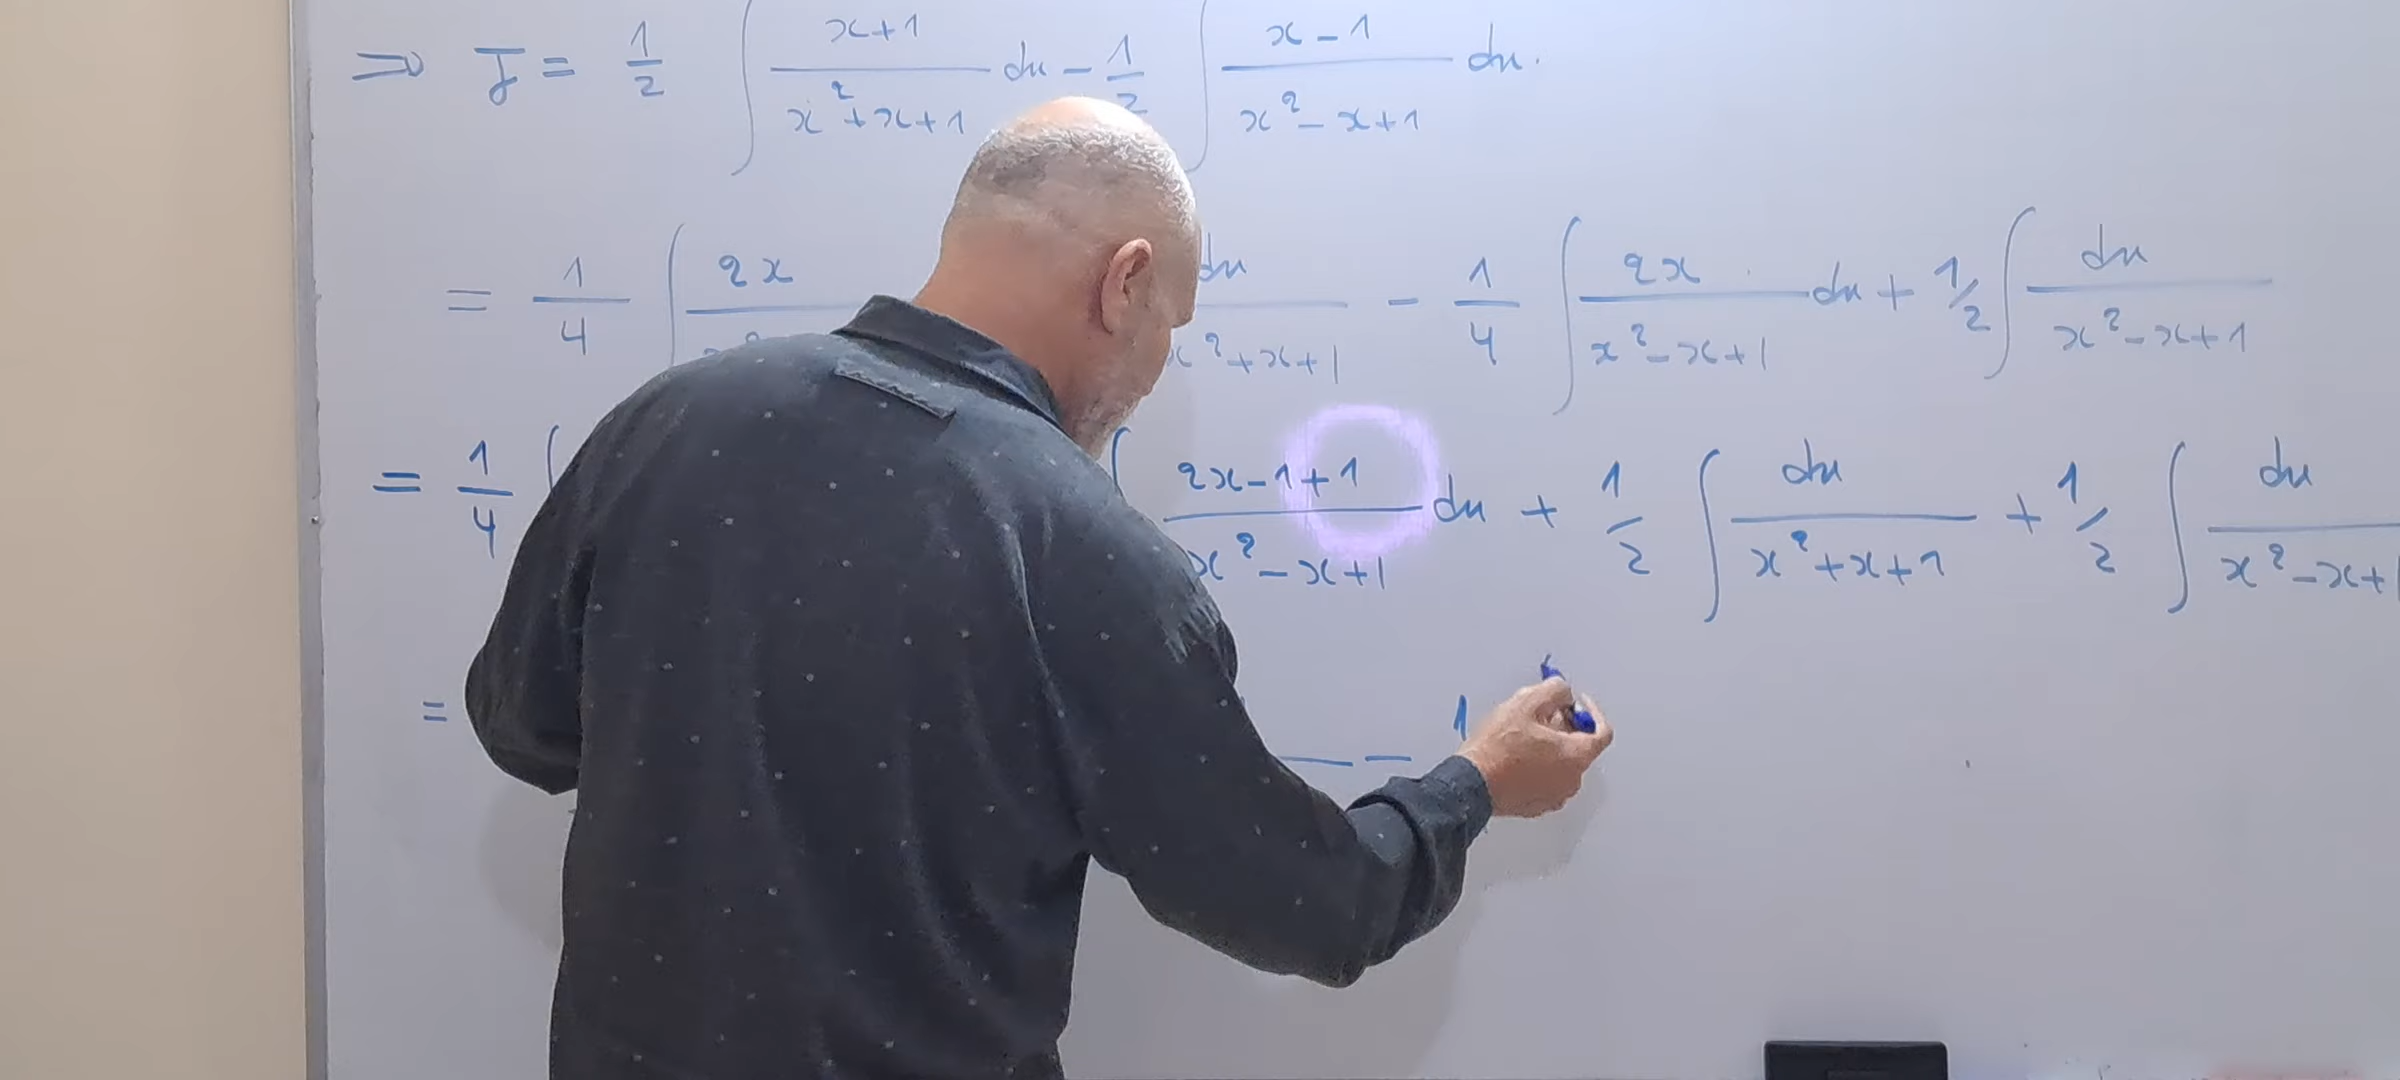 ⇒ J = 1/2 ∫ (x+1)/(x²+x+1) dx - 1/2 ∫ (x-1)/(x²-x+1) dx.
= 1/4 ∫ 2x dx x²+x+1 - 1/4 ∫ 2x/(x²-x+1) dx + 1/2 ∫ dx/(x²-x+1)
= 1/4 ∫ (2x-1+1)/(x²-x+1) dx + 1/2 ∫ dx/(x²+x+1) + 1/2 ∫ dx/(x²-x+1
= - 1